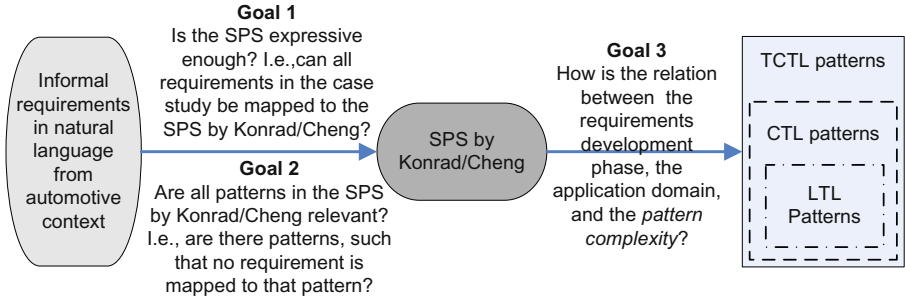 Informal
requirements
in natural
language
from
automotive
context
Goal 1
Is the SPS expressive
enough? I.e.,can all
requirements in the case
study be mapped to the
SPS by Konrad/Cheng?
Goal 2
Are all patterns in the SPS
by Konrad/Cheng relevant?
I.e., are there patterns, such
that no requirement is
mapped to that pattern?
SPS by
Konrad/Cheng
Goal 3
How is the relation
between the
requirements
development
phase, the
application domain,
and the pattern
complexity?
TCTL patterns
CTL patterns
LTL
Patterns